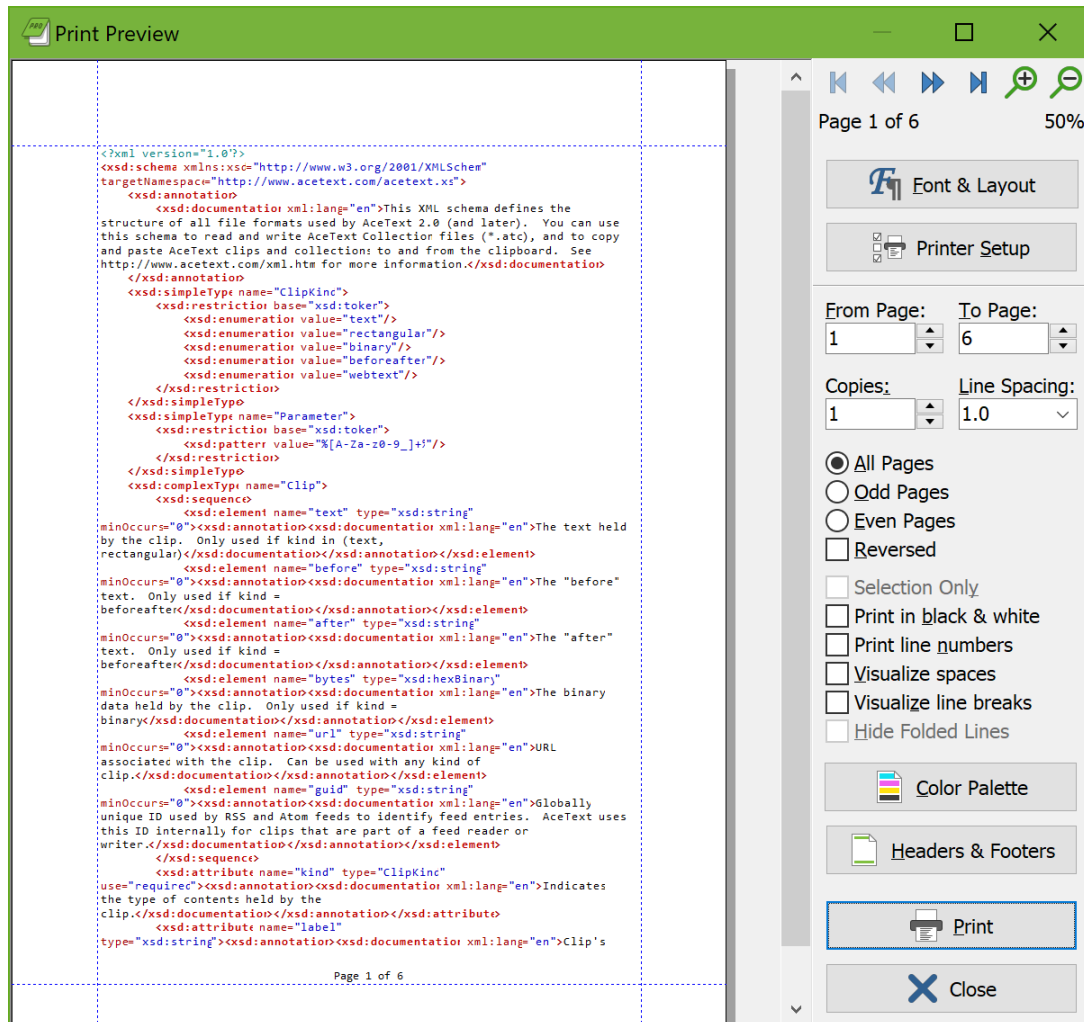 Print Preview
<?xml version="1.0"?>
<xsd:schema xmlns:xsd="http://www.w3.org/2001/XMLSchem"
targetNamespace="http://www.acetext.com/acetext.xs">
<xsd:annotation>
<xsd:documentation xml:lang="en">This XML schema defines the
structure of all file formats used by AceText 2.0 (and later).  You can use
this schema to read and write AceText Collection files (*.atc), and to copy
and paste AceText clips and collections to and from the clipboard.  See
http://www.acetext.com/xml.htm for more information.</xsd:documentation>
</xsd:annotation>
<xsd:simpleType name="ClipKind">
<xsd:restriction base="xsd:token">
<xsd:enumeration value="text"/>
<xsd:enumeration value="rectangular"/>
<xsd:enumeration value="binary"/>
<xsd:enumeration value="beforeafter"/>
<xsd:enumeration value="webtext"/>
</xsd:restriction>
</xsd:simpleType>
<xsd:simpleType name="Parameter">
<xsd:restriction base="xsd:token">
<xsd:pattern value="%[A-Za-z0-9_]+%"/>
</xsd:restriction>
</xsd:simpleType>
<xsd:complexType name="Clip">
<xsd:sequence>
<xsd:element name="text" type="xsd:string"
minOccurs="0"><xsd:annotation><xsd:documentation xml:lang="en">The text held
by the clip.  Only used if kind in (text,
rectangular)</xsd:documentation></xsd:annotation></xsd:element>
<xsd:element name="before" type="xsd:string"
minOccurs="0"><xsd:annotation><xsd:documentation xml:lang="en">The "before"
text.  Only used if kind =
beforeafter</xsd:documentation></xsd:annotation></xsd:element>
<xsd:element name="after" type="xsd:string"
minOccurs="0"><xsd:annotation><xsd:documentation xml:lang="en">The "after"
text.  Only used if kind =
beforeafter</xsd:documentation></xsd:annotation></xsd:element>
<xsd:element name="bytes" type="xsd:hexBinary"
minOccurs="0"><xsd:annotation><xsd:documentation xml:lang="en">The binary
data held by the clip.  Only used if kind =
binary</xsd:documentation></xsd:annotation></xsd:element>
<xsd:element name="url" type="xsd:string"
minOccurs="0"><xsd:annotation><xsd:documentation xml:lang="en">URL
associated with the clip.  Can be used with any kind of
clip.</xsd:documentation></xsd:annotation></xsd:element>
<xsd:element name="guid" type="xsd:string"
minOccurs="0"><xsd:annotation><xsd:documentation xml:lang="en">Globally
unique ID used by RSS and Atom feeds to identify feed entries.  AceText uses
this ID internally for clips that are part of a feed reader or
writer.</xsd:documentation></xsd:annotation></xsd:element>
</xsd:sequence>
<xsd:attribute name="kind" type="ClipKind"
use="required"><xsd:annotation><xsd:documentation xml:lang="en">Indicates
the type of contents held by the
clip.</xsd:documentation></xsd:annotation></xsd:attribute>
<xsd:attribute name="label"
type="xsd:string"><xsd:annotation><xsd:documentation xml:lang="en">Clip's
Page 1 of 6
Page 1 of 6 50%
Font & Layout
Printer Setup
From Page: To Page:
1 6
Copies: Line Spacing:
1 1.0
All Pages
Odd Pages
Even Pages
Reversed
Selection Only
Print in black & white
Print line numbers
Visualize spaces
Visualize line breaks
Hide Folded Lines
Color Palette
Headers & Footers
Print
Close